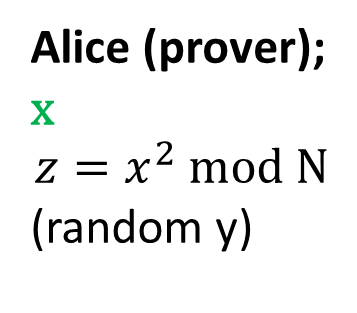 Alice (prover);
x
z = x² mod N
(random y)